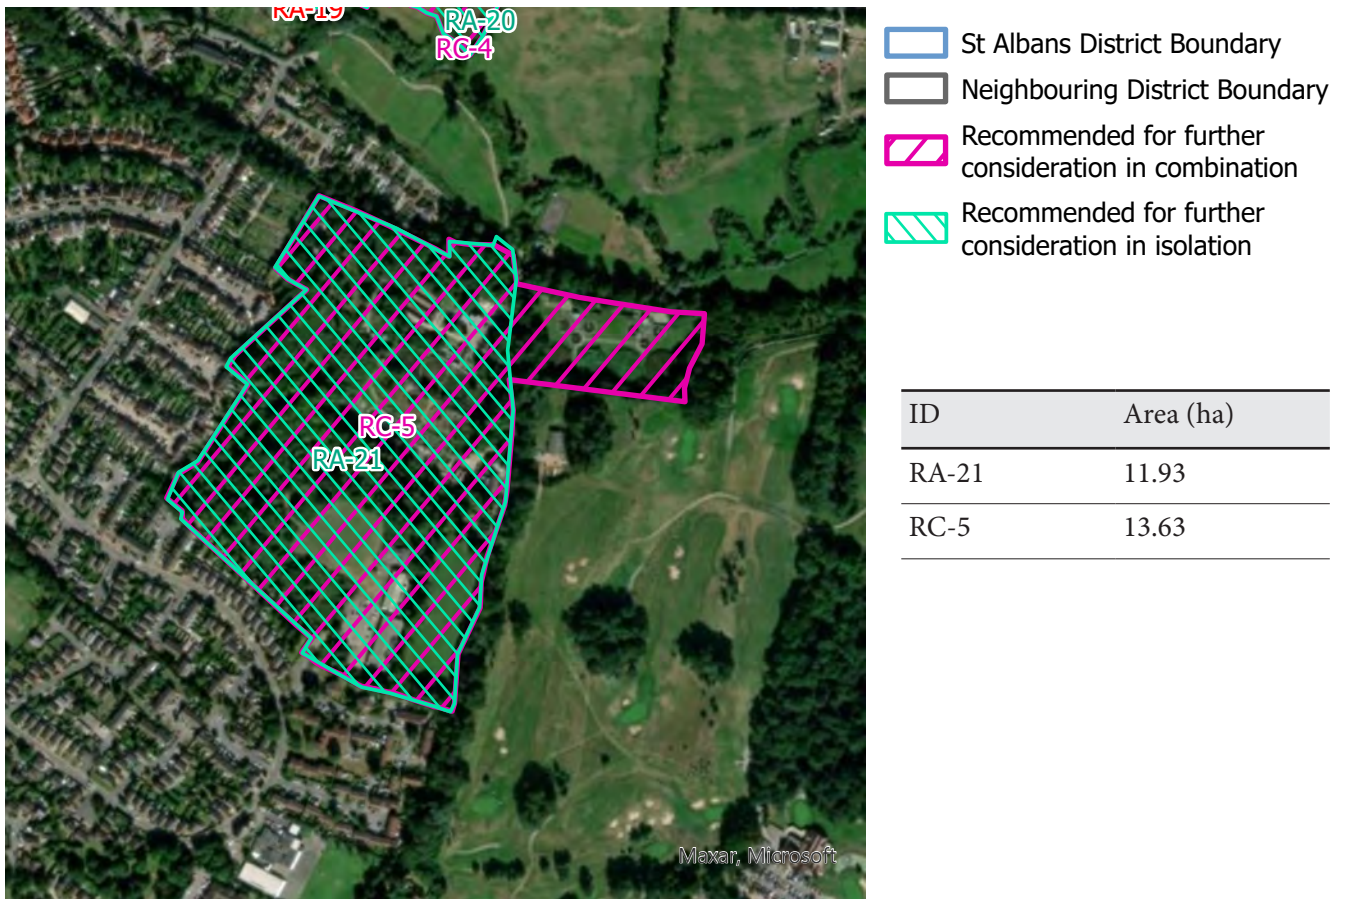 RA-19
RA-20
RC-4
RC-5
RA-21
Maxar, Microsoft
St Albans District Boundary
Neighbouring District Boundary
Recommended for further
consideration in combination
Recommended for further
consideration in isolation
ID Area (ha)
RA-21 11.93
RC-5 13.63